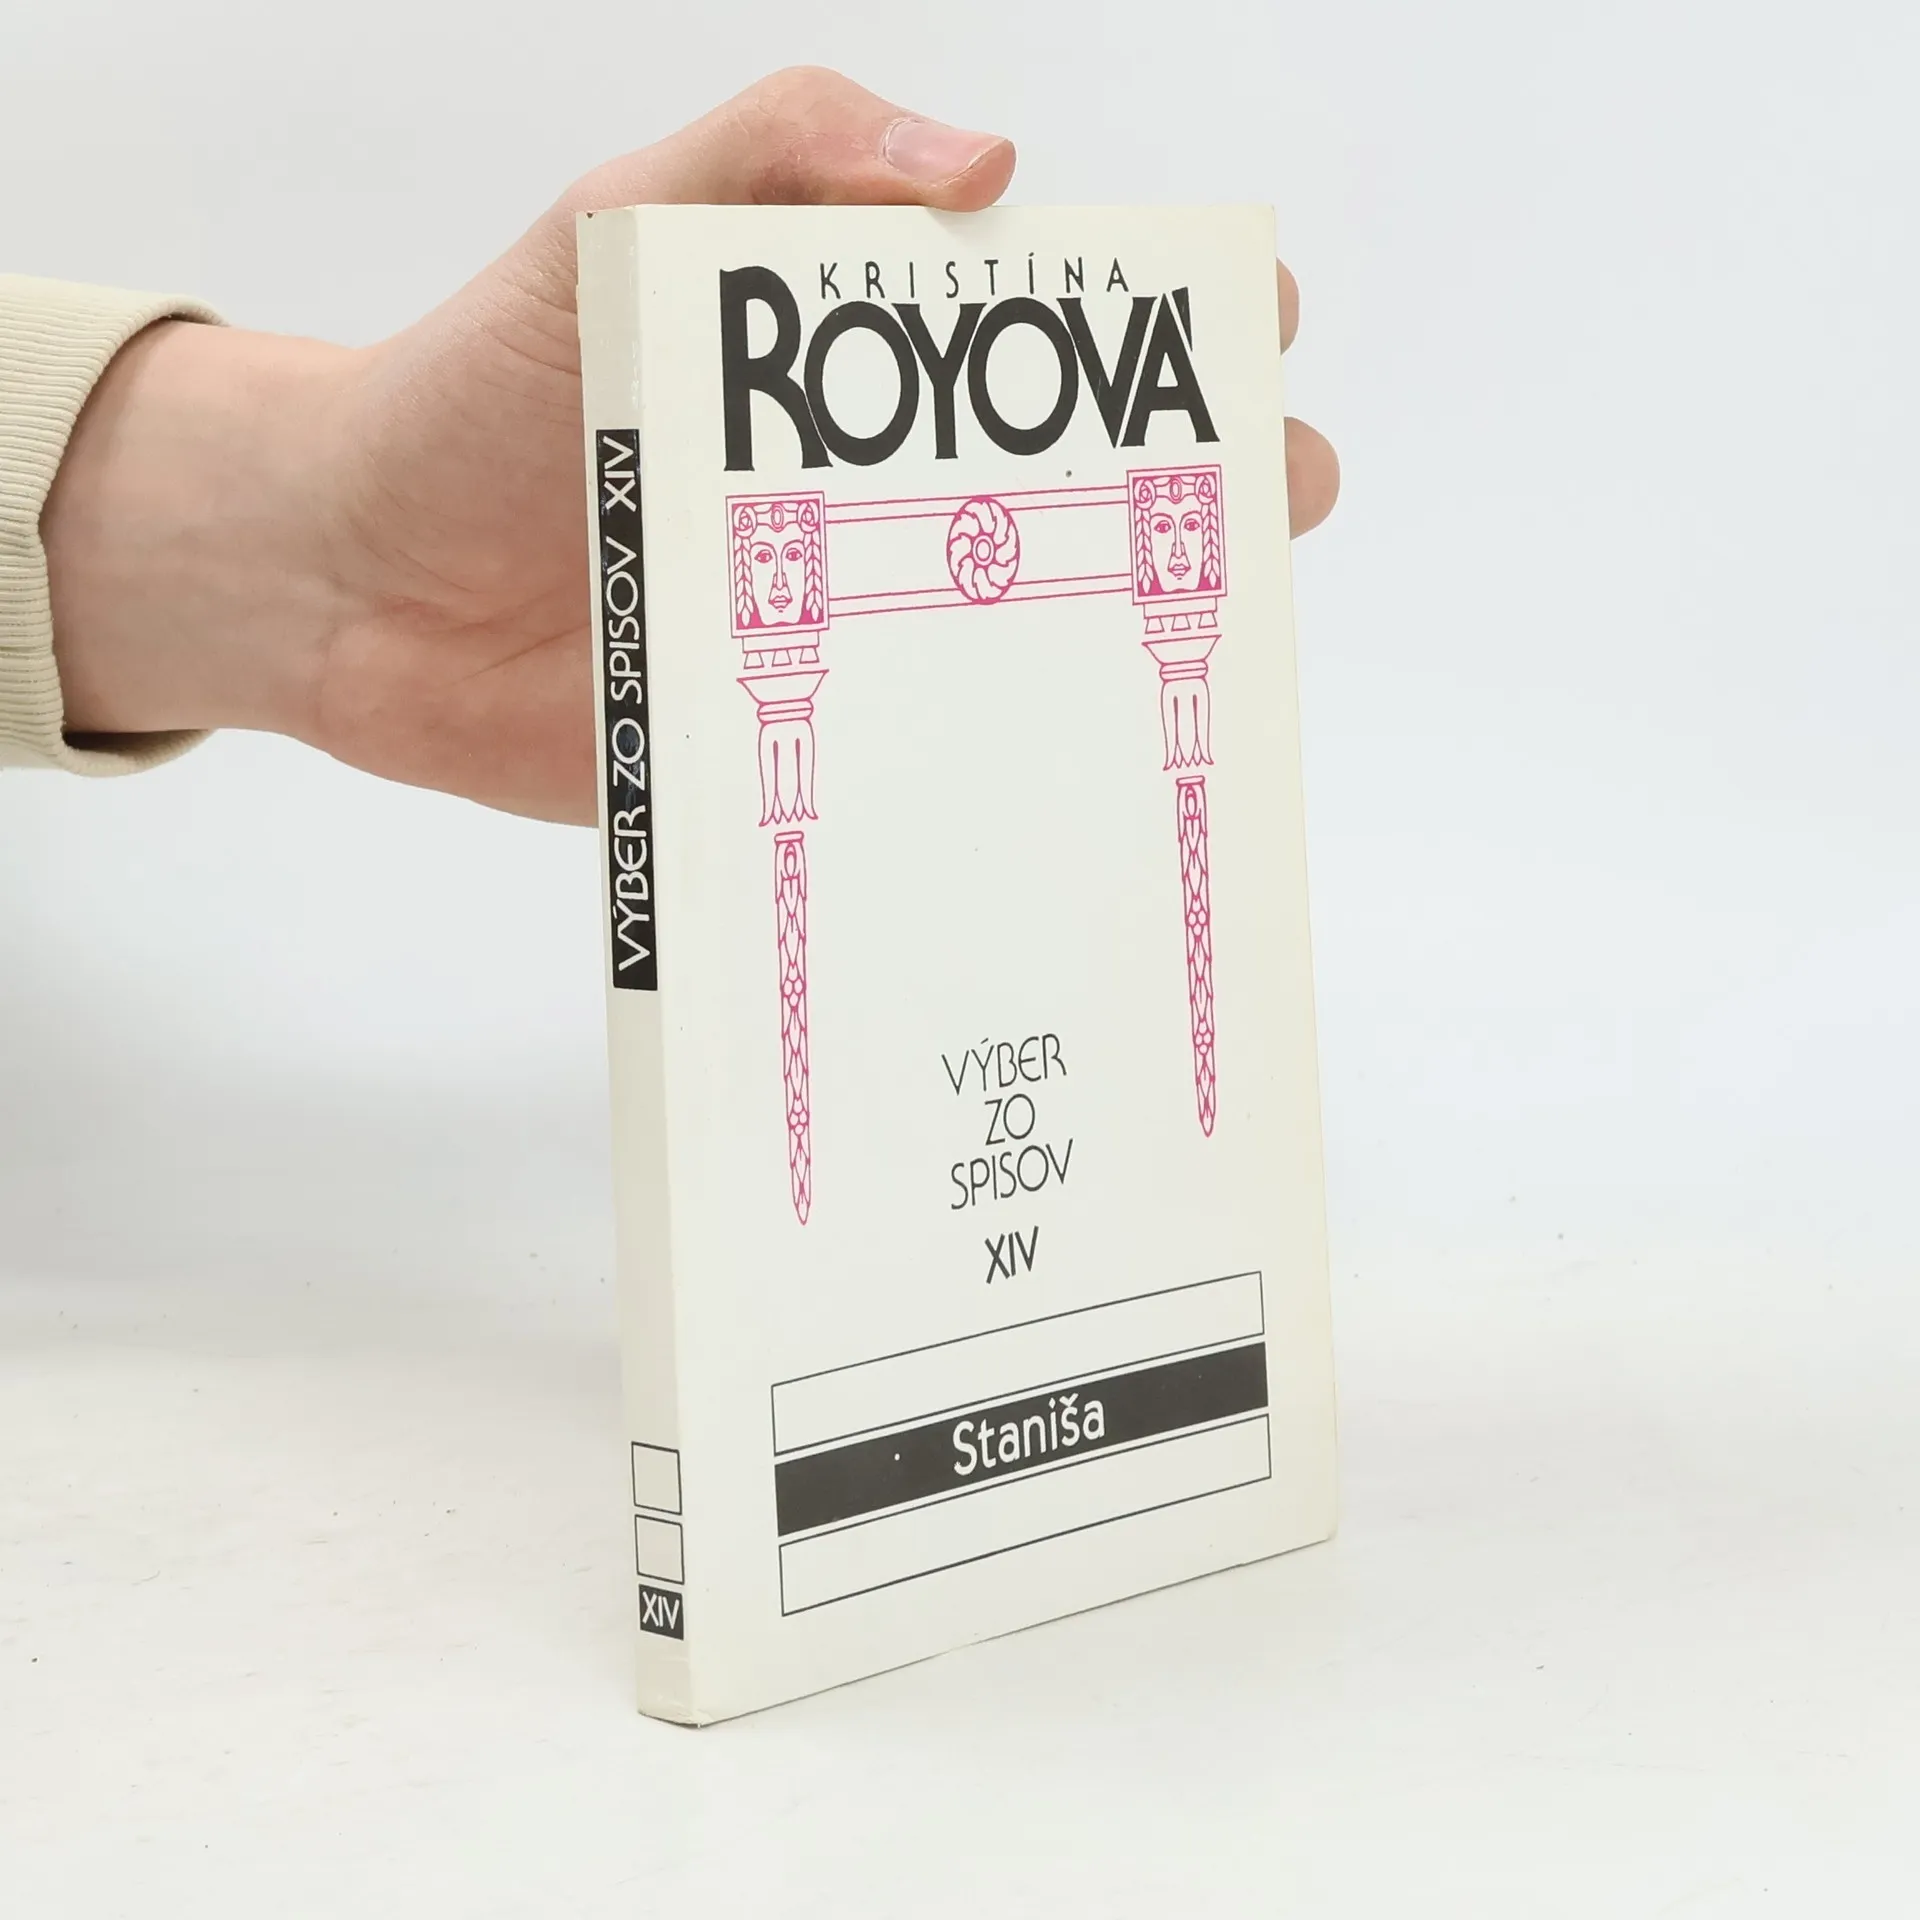 KRISTÍNA
ROYOVÁ
VÝBER
ZO
SPISOV
XIV
Staniša
VÝBER ZO SPISOV XIV
XIV